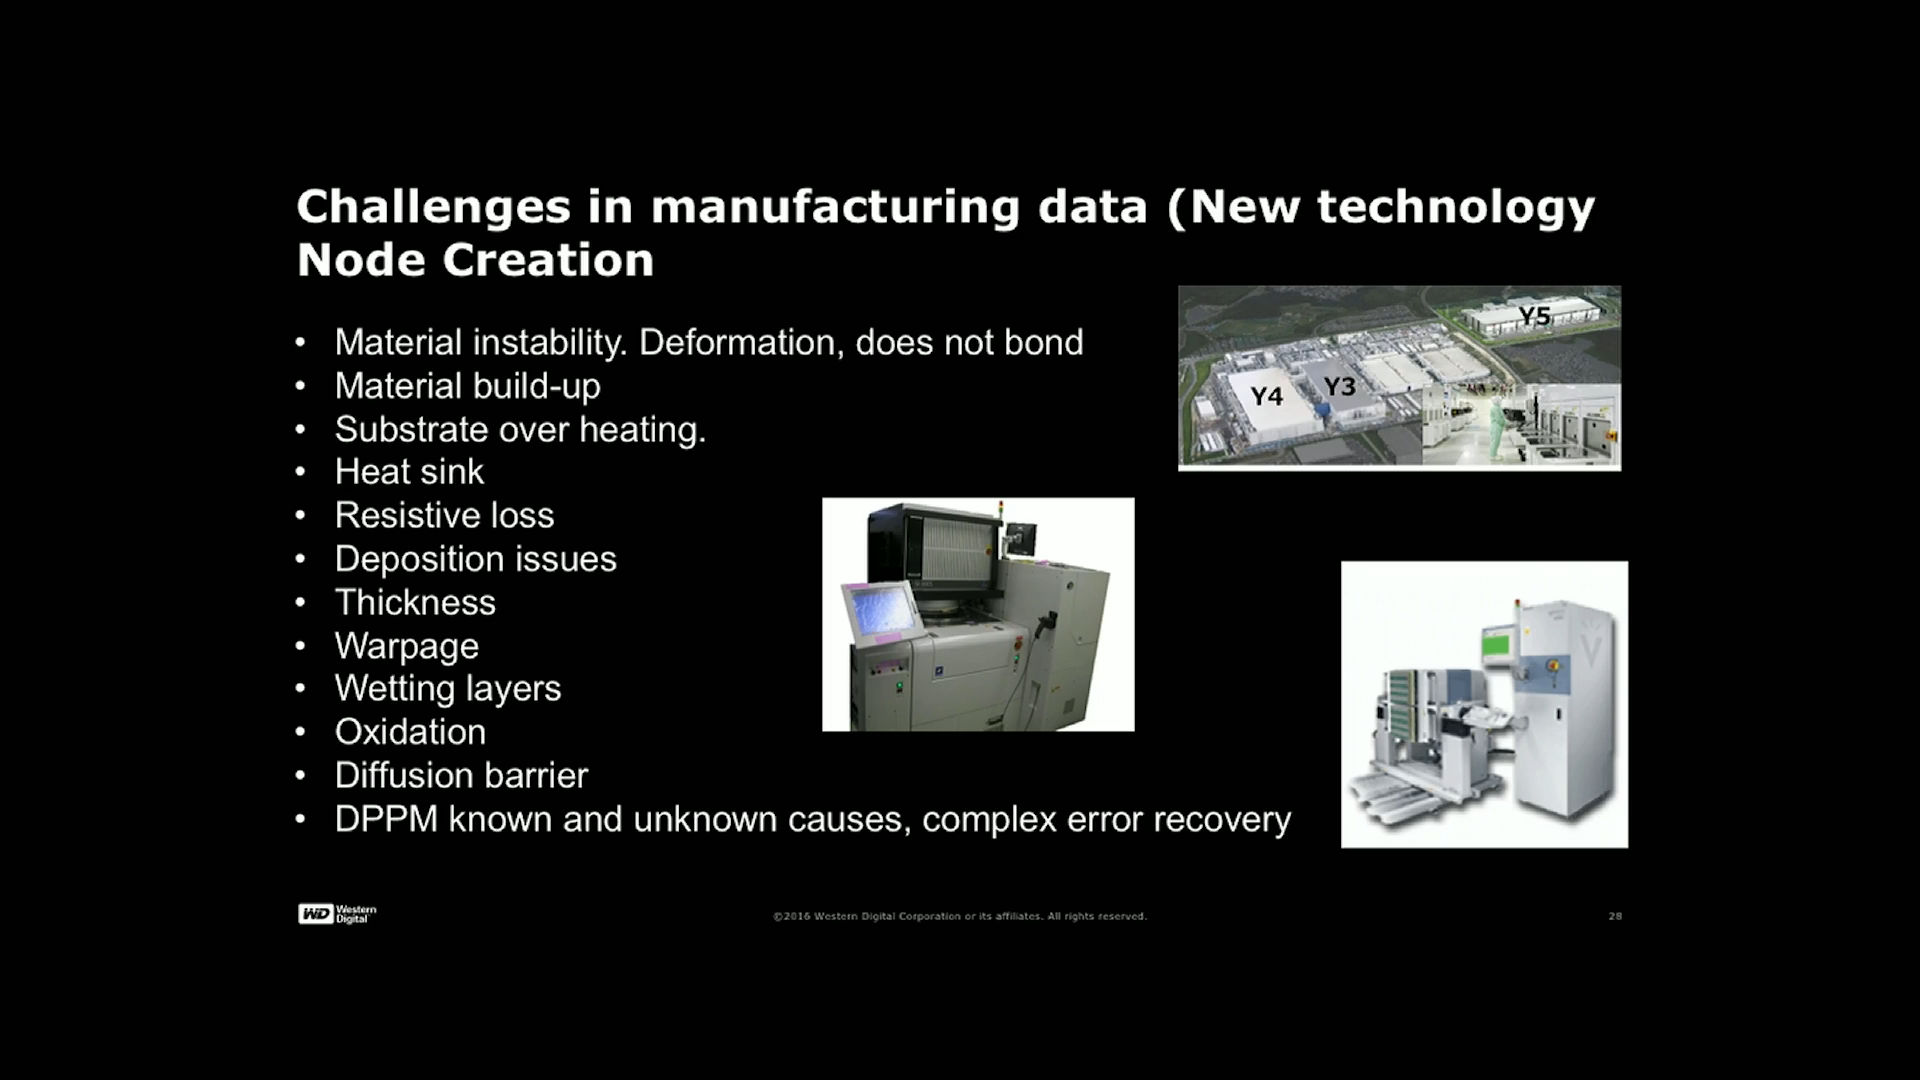 Challenges in manufacturing data (New technology
Node Creation
• Material instability. Deformation, does not bond
• Material build-up
• Substrate over heating.
• Heat sink
• Resistive loss
• Deposition issues
• Thickness
• Warpage
• Wetting layers
• Oxidation
• Diffusion barrier
• DPPM known and unknown causes, complex error recovery
Y5
Y4
Y3
WD Western
Digital
©2016 Western Digital Corporation or its affiliates. All rights reserved.
28